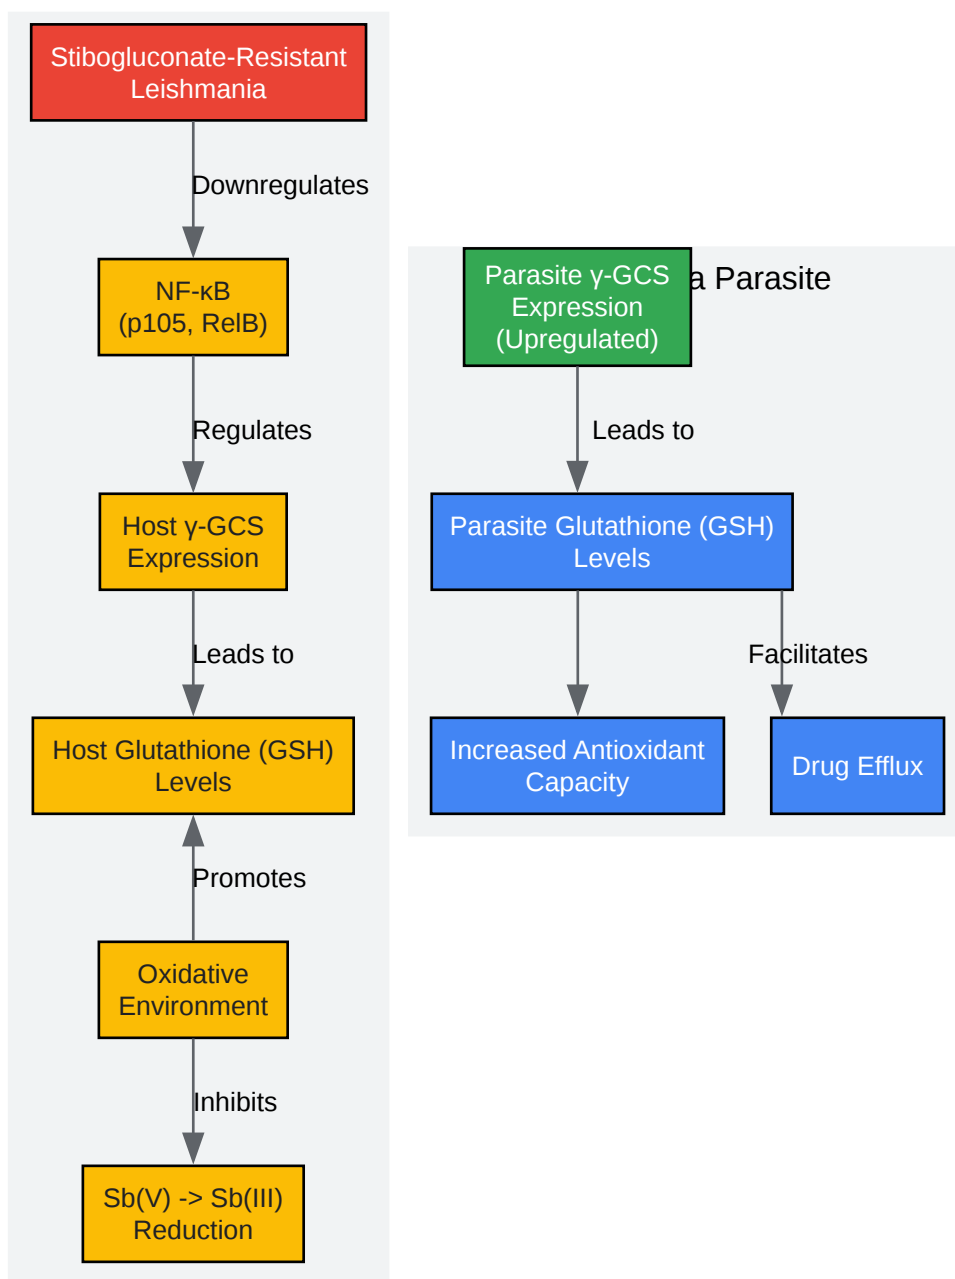 Stibogluconate-Resistant
Leishmania
Downregulates
NF-κB
(p105, RelB)
Regulates
Host γ-GCS
Expression
Leads to
Host Glutathione (GSH)
Levels
Promotes
Oxidative
Environment
Inhibits
Sb(V) -> Sb(III)
Reduction
a Parasite
Parasite γ-GCS
Expression
(Upregulated)
Leads to
Parasite Glutathione (GSH)
Levels
Facilitates
Increased Antioxidant
Capacity
Drug Efflux